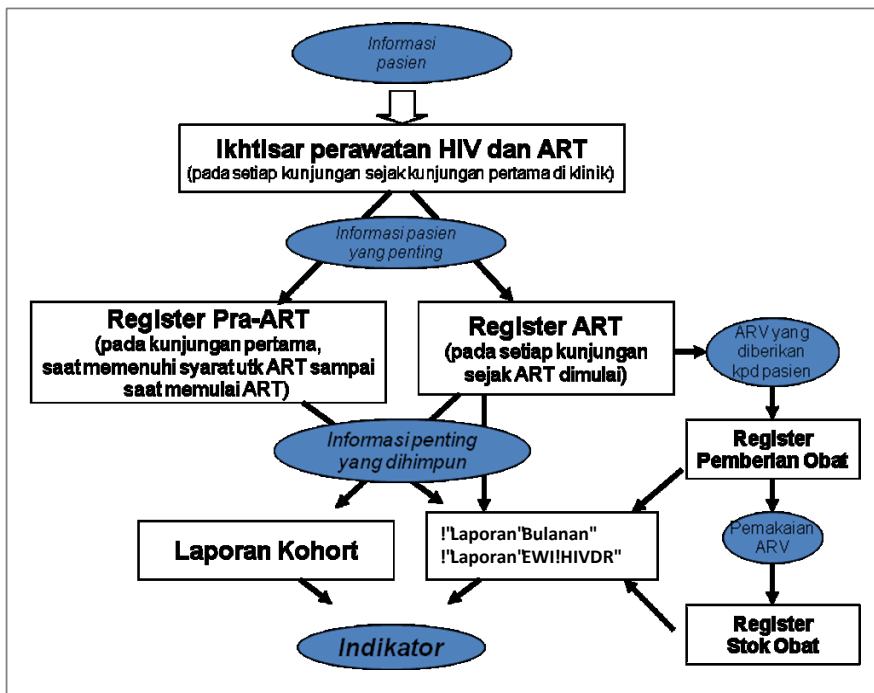 Informasi
pasien
Ikhtisar perawatan HIV dan ART
(pada setiap kunjungan sejak kunjungan pertama di klinik)
Informasi pasien
yang penting
Register Pra-ART
(pada kunjungan pertama,
saat memenuhi syarat utk ART sampai
saat memulai ART)
Register ART
(pada setiap kunjungan
sejak ART dimulai)
ARV yang
diberikan
kpd pasien
Informasi penting
yang dihimpun
Register
Pemberian Obat
Laporan Kohort
!"Laporan'Bulanan"
!"Laporan'EWI!HIVDR"
Pemakaian
ARV
Indikator
Register
Stok Obat